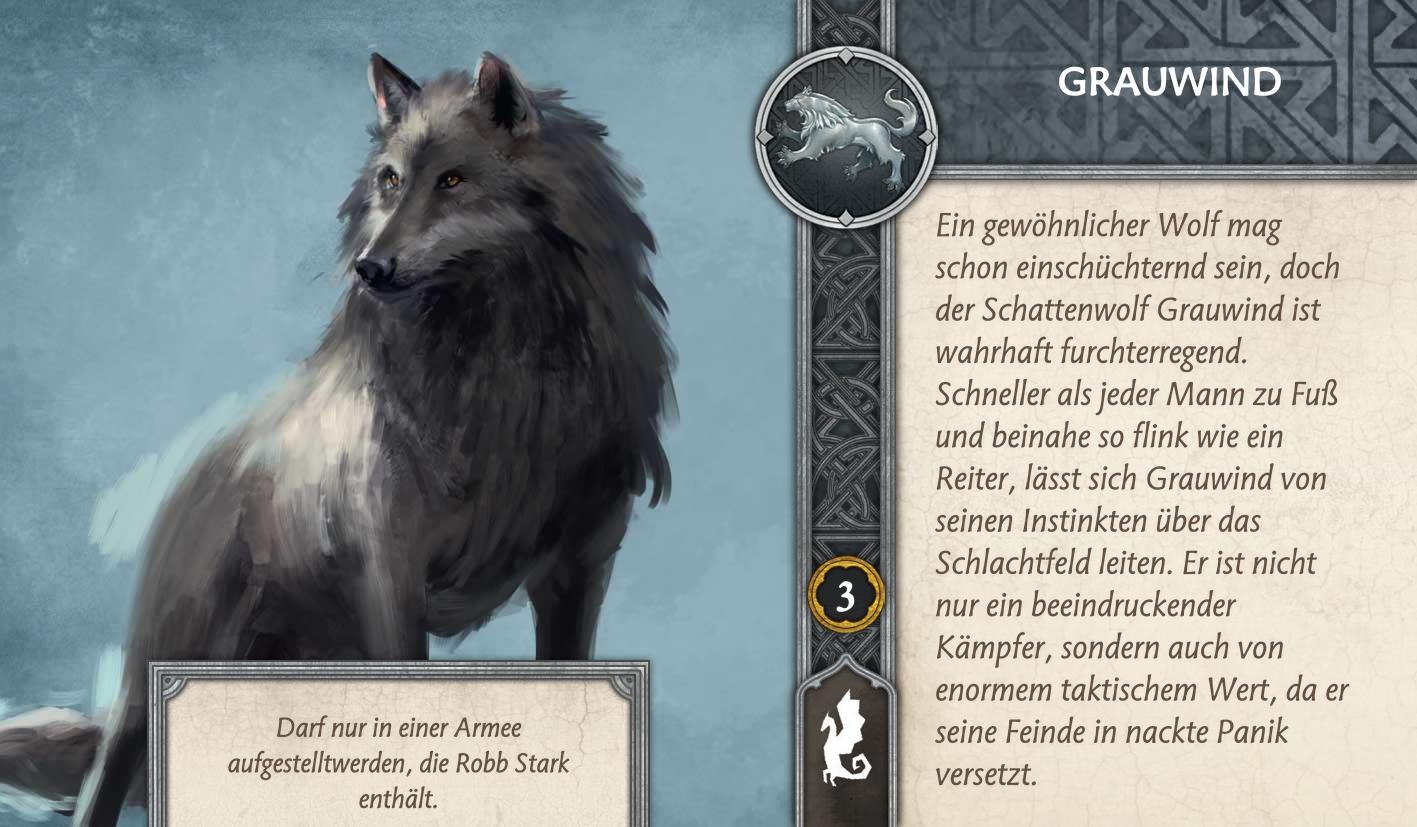 GRAUWIND
Ein gewöhnlicher Wolf mag
schon einschüchternd sein, doch
der Schattenwolf Grauwind ist
wahrhaft furchterregend.
Schneller als jeder Mann zu Fuß
und beinahe so flink wie ein
Reiter, lässt sich Grauwind von
seinen Instinkten über das
Schlachtfeld leiten. Er ist nicht
nur ein beeindruckender
Kämpfer, sondern auch von
enormem taktischem Wert, da er
seine Feinde in nackte Panik
versetzt.
3
Darf nur in einer Armee
aufgestelltwerden, die Robb Stark
enthält.